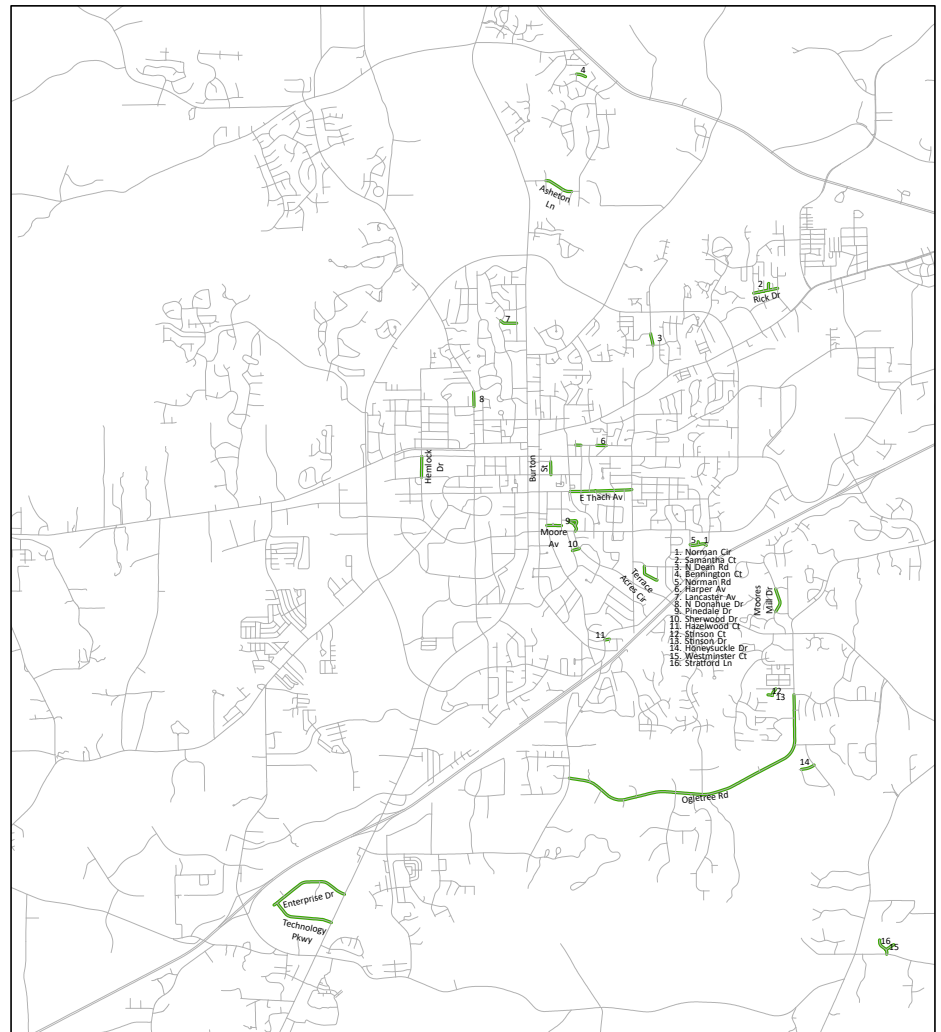 4
Asheton
Ln
2
Rick Dr
7
3
8
6
Hemlock
Dr
Burton
St
E Thach Av
9
Moore
Av
10
5 1
1. Norman Cir
2. Samantha Ct
3. N Dean Rd
4. Bennington Ct
5. Norman Rd
6. Harper Av
7. Lancaster Av
8. N Donahue Dr
9. Pinedale Dr
10. Sherwood Dr
11. Hazelwood Ct
12. Stinson Ct
13. Stinson Dr
14. Honeysuckle Dr
15. Westminster Ct
16. Stratford Ln
Terrace
Acres Cir
Moores
Mill Dr
11
12
13
14
Ogletree Rd
Enterprise Dr
Technology
Pkwy
16
15